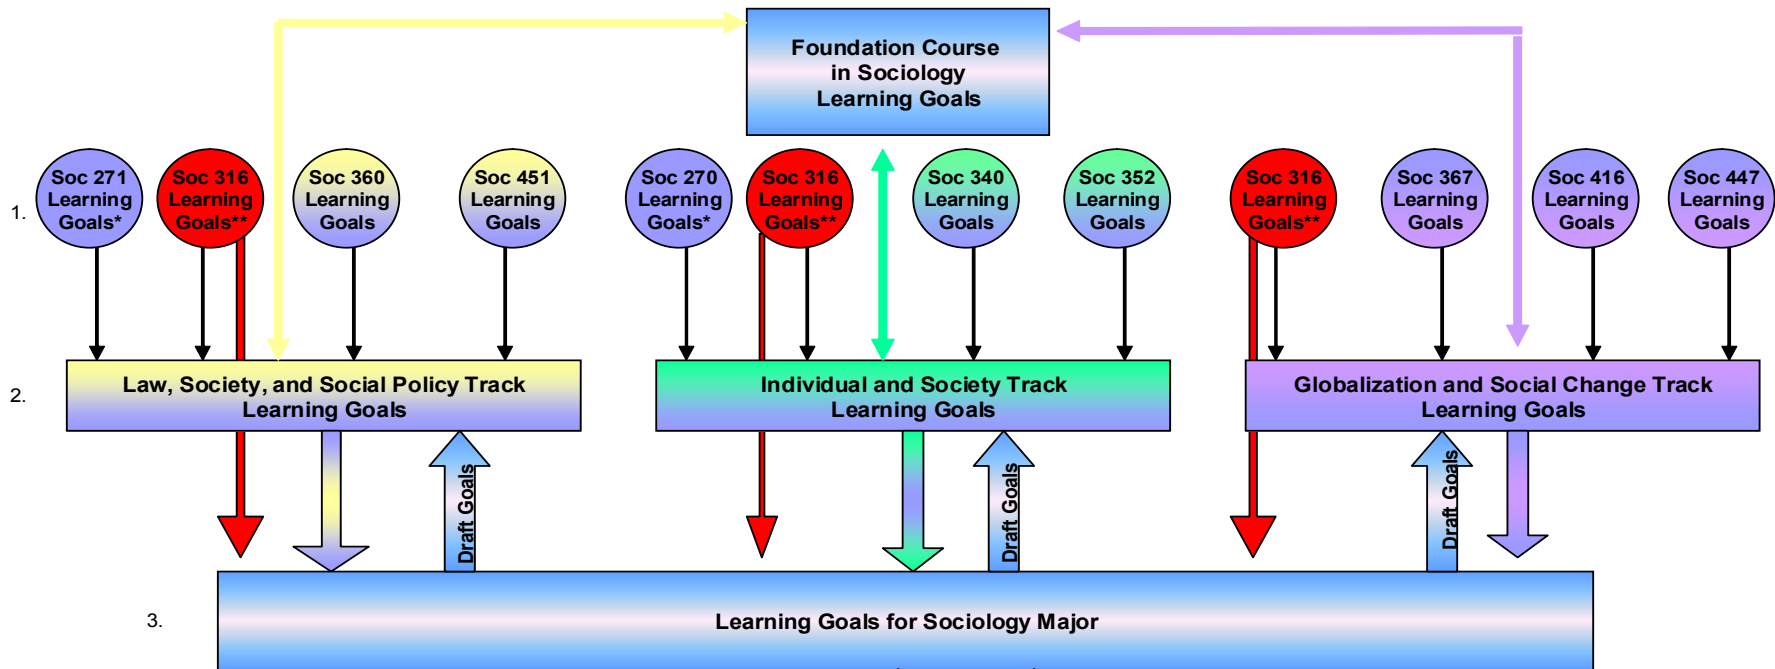 Foundation Course
in Sociology
Learning Goals
1.
Soc 271
Learning
Goals*
Soc 316
Learning
Goals**
Soc 360
Learning
Goals
Soc 451
Learning
Goals
Soc 270
Learning
Goals*
Soc 316
Learning
Goals**
Soc 340
Learning
Goals
Soc 352
Learning
Goals
Soc 316
Learning
Goals**
Soc 367
Learning
Goals
Soc 416
Learning
Goals
Soc 447
Learning
Goals
2.
Law, Society, and Social Policy Track
Learning Goals
Individual and Society Track
Learning Goals
Globalization and Social Change Track
Learning Goals
Draft Goals
Draft Goals
Draft Goals
3.
Learning Goals for Sociology Major